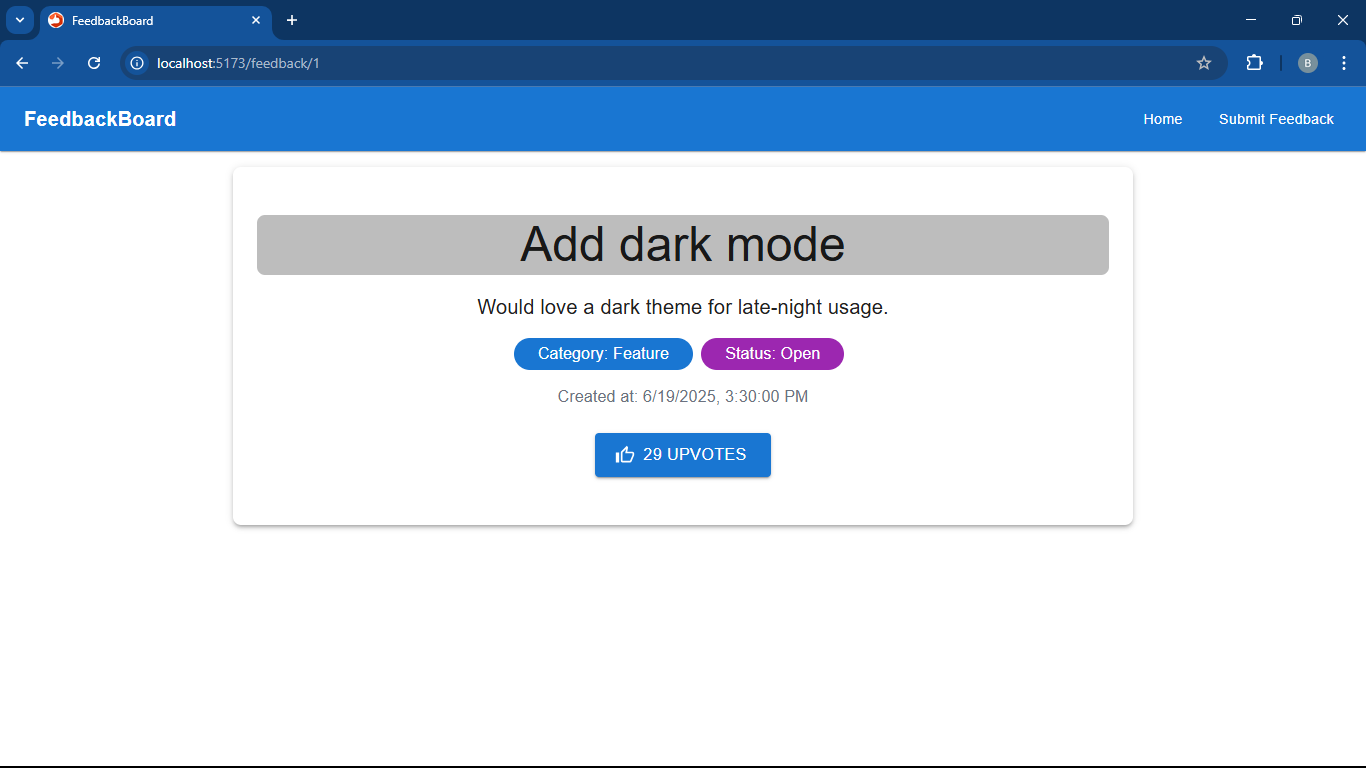 FeedbackBoard
localhost:5173/feedback/1
B
FeedbackBoard
Home
Submit Feedback
Add dark mode
Would love a dark theme for late-night usage.
Category: Feature
Status: Open
Created at: 6/19/2025, 3:30:00 PM
29 UPVOTES